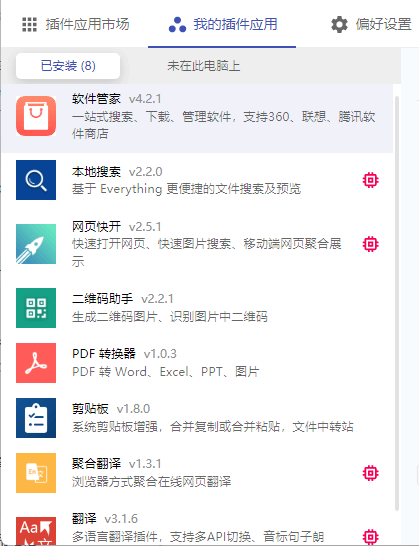 插件应用市场 我的插件应用 偏好设置
已安装 (8) 未在此电脑上
软件管家 v4.2.1
一站式搜索、下载、管理软件，支持360、联想、腾讯软
件商店
本地搜索 v2.2.0
基于 Everything 更便捷的文件搜索及预览
网页快开 v2.5.1
快速打开网页、快速图片搜索、移动端网页聚合展
示
二维码助手 v2.2.1
生成二维码图片、识别图片中二维码
PDF 转换器 v1.0.3
PDF 转 Word、Excel、PPT、图片
剪贴板 v1.8.0
系统剪贴板增强，合并复制或合并粘贴，文件中转站
En
聚合翻译 v1.3.1
浏览器方式聚合在线网页翻译
Aa
文
翻译 v3.1.6
多语言翻译插件，支持多API切换、音标句子朗